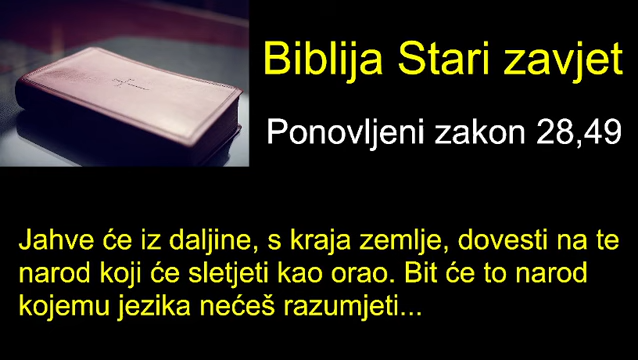 Biblija Stari zavjet
Ponovljeni zakon 28,49
Jahve će iz daljine, s kraja zemlje, dovesti na te
narod koji će sletjeti kao orao. Bit će to narod
kojemu jezika nećeš razumjeti...